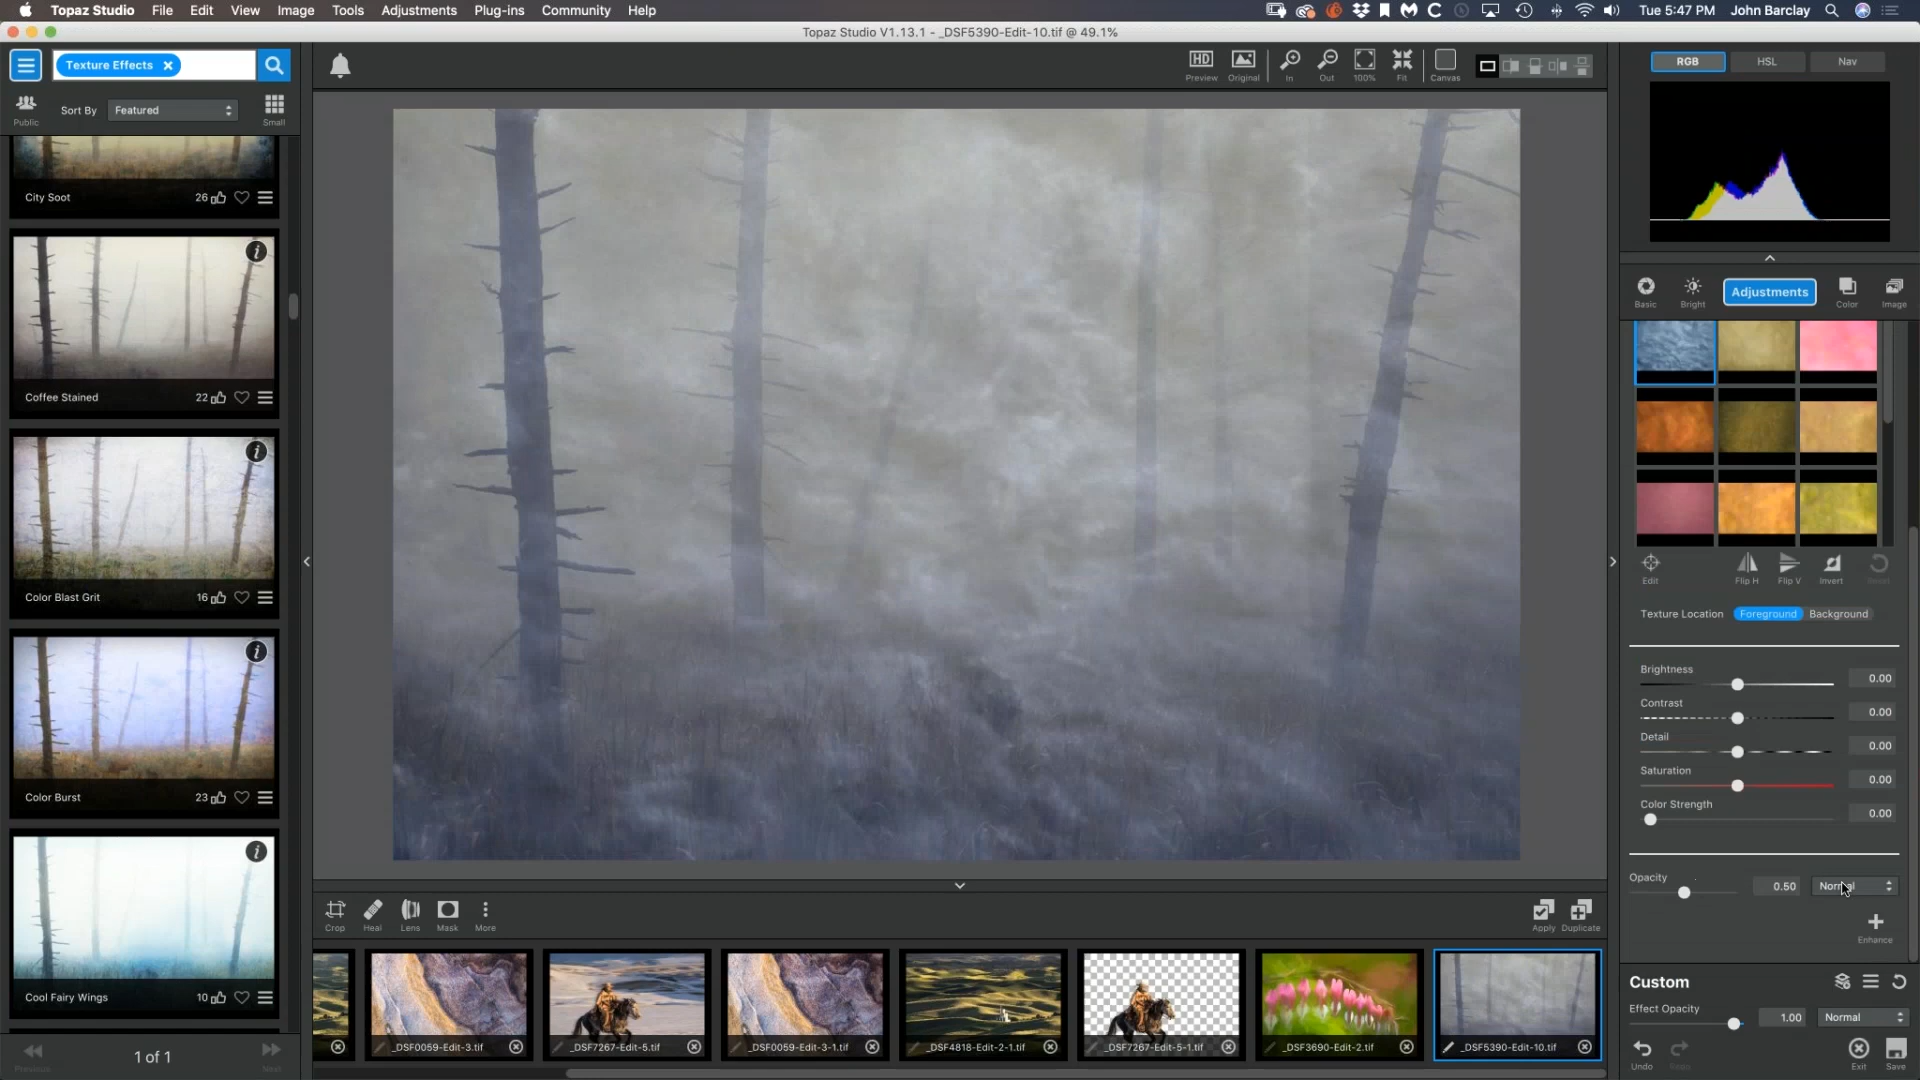 Topaz Studio File Edit View Image Tools Adjustments Plug-ins Community Help Tue 5:47 PM John Barclay
Topaz Studio V1.13.1 - _DSF5390-Edit-10.tif @ 49.1%
Texture Effects
Public Sort By Featured Small
City Soot 26
Coffee Stained 22
Color Blast Grit 16
Color Burst 23
Cool Fairy Wings 10
Previous 1 of 1 Next
HD Preview Original In Out 100% Fit Canvas
Crop Heal Lens Mask More Apply Duplicate
_DSF0059-Edit-3.tif _DSF7267-Edit-5.tif _DSF0059-Edit-3-1.tif _DSF4818-Edit-2-1.tif _DSF7267-Edit-5-1.tif _DSF3690-Edit-2.tif _DSF5390-Edit-10.tif
RGB HSL Nav
Basic Bright Adjustments Color Image
Edit Flip H Flip V Invert
Texture Location Foreground Background
Brightness 0.00
Contrast 0.00
Detail 0.00
Saturation 0.00
Color Strength 0.00
Opacity 0.50 Normal
Enhance
Custom
Effect Opacity 1.00 Normal
Undo Exit Save